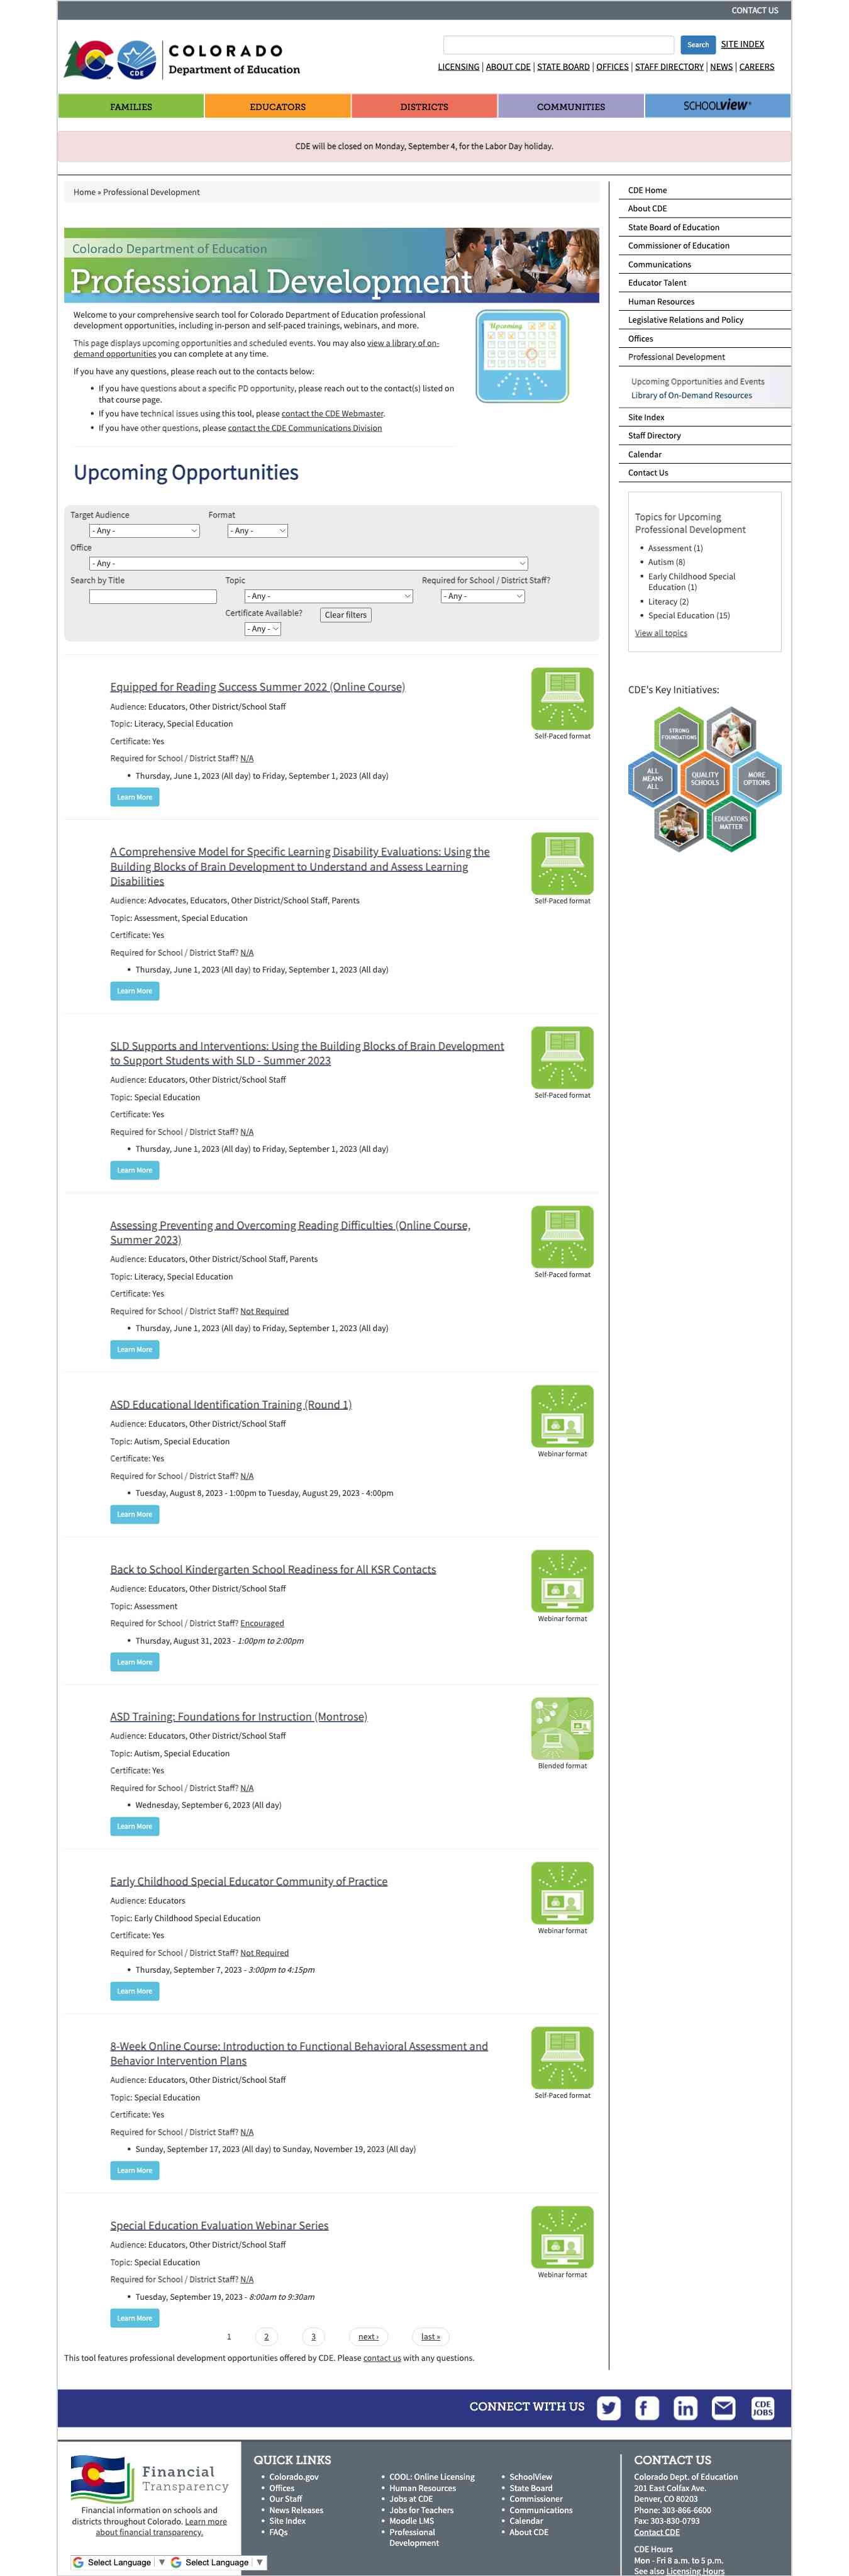 CONTACT US
COLORADO
Department of Education
CDE
Search
SITE INDEX
LICENSING | ABOUT CDE | STATE BOARD | OFFICES | STAFF DIRECTORY | NEWS | CAREERS
FAMILIES
EDUCATORS
DISTRICTS
COMMUNITIES
SCHOOLVIEW®
CDE will be closed on Monday, September 4, for the Labor Day holiday.
Home » Professional Development
Colorado Department of Education
Professional Development
Welcome to your comprehensive search tool for Colorado Department of Education professional
development opportunities, including in-person and self-paced trainings, webinars, and more.
This page displays upcoming opportunities and scheduled events. You may also view a library of on-
demand opportunities you can complete at any time.
If you have any questions, please reach out to the contacts below:
• If you have questions about a specific PD opportunity, please reach out to the contact(s) listed on
that course page.
• If you have technical issues using this tool, please contact the CDE Webmaster.
• If you have other questions, please contact the CDE Communications Division
Upcoming
Upcoming Opportunities
Target Audience
Format
- Any -
- Any -
Office
- Any -
Search by Title
Topic
Required for School / District Staff?
- Any -
- Any -
Certificate Available?
Clear filters
- Any -
Equipped for Reading Success Summer 2022 (Online Course)
Audience: Educators, Other District/School Staff
Topic: Literacy, Special Education
Certificate: Yes
Required for School / District Staff? N/A
• Thursday, June 1, 2023 (All day) to Friday, September 1, 2023 (All day)
Learn More
Self-Paced format
A Comprehensive Model for Specific Learning Disability Evaluations: Using the
Building Blocks of Brain Development to Understand and Assess Learning
Disabilities
Audience: Advocates, Educators, Other District/School Staff, Parents
Topic: Assessment, Special Education
Certificate: Yes
Required for School / District Staff? N/A
• Thursday, June 1, 2023 (All day) to Friday, September 1, 2023 (All day)
Learn More
Self-Paced format
SLD Supports and Interventions: Using the Building Blocks of Brain Development
to Support Students with SLD - Summer 2023
Audience: Educators, Other District/School Staff
Topic: Special Education
Certificate: Yes
Required for School / District Staff? N/A
• Thursday, June 1, 2023 (All day) to Friday, September 1, 2023 (All day)
Learn More
Self-Paced format
Assessing Preventing and Overcoming Reading Difficulties (Online Course,
Summer 2023)
Audience: Educators, Other District/School Staff, Parents
Topic: Literacy, Special Education
Certificate: Yes
Required for School / District Staff? Not Required
• Thursday, June 1, 2023 (All day) to Friday, September 1, 2023 (All day)
Learn More
Self-Paced format
ASD Educational Identification Training (Round 1)
Audience: Educators, Other District/School Staff
Topic: Autism, Special Education
Certificate: Yes
Required for School / District Staff? N/A
• Tuesday, August 8, 2023 - 1:00pm to Tuesday, August 29, 2023 - 4:00pm
Learn More
Webinar format
Back to School Kindergarten School Readiness for All KSR Contacts
Audience: Educators, Other District/School Staff
Topic: Assessment
Required for School / District Staff? Encouraged
• Thursday, August 31, 2023 - 1:00pm to 2:00pm
Learn More
Webinar format
ASD Training: Foundations for Instruction (Montrose)
Audience: Educators, Other District/School Staff
Topic: Autism, Special Education
Certificate: Yes
Required for School / District Staff? N/A
• Wednesday, September 6, 2023 (All day)
Learn More
Blended format
Early Childhood Special Educator Community of Practice
Audience: Educators
Topic: Early Childhood Special Education
Certificate: Yes
Required for School / District Staff? Not Required
• Thursday, September 7, 2023 - 3:00pm to 4:15pm
Learn More
Webinar format
8-Week Online Course: Introduction to Functional Behavioral Assessment and
Behavior Intervention Plans
Audience: Educators, Other District/School Staff
Topic: Special Education
Certificate: Yes
Required for School / District Staff? N/A
• Sunday, September 17, 2023 (All day) to Sunday, November 19, 2023 (All day)
Learn More
Self-Paced format
Special Education Evaluation Webinar Series
Audience: Educators, Other District/School Staff
Topic: Special Education
Required for School / District Staff? N/A
• Tuesday, September 19, 2023 - 8:00am to 9:30am
Learn More
Webinar format
1 2 3 next › last »
This tool features professional development opportunities offered by CDE. Please contact us with any questions.
CDE Home
About CDE
State Board of Education
Commissioner of Education
Communications
Educator Talent
Human Resources
Legislative Relations and Policy
Offices
Professional Development
Upcoming Opportunities and Events
Library of On-Demand Resources
Site Index
Staff Directory
Calendar
Contact Us
Topics for Upcoming
Professional Development
• Assessment (1)
• Autism (8)
• Early Childhood Special
Education (1)
• Literacy (2)
• Special Education (15)
View all topics
CDE's Key Initiatives:
STRONG
FOUNDATIONS
ALL
MEANS
ALL
QUALITY
SCHOOLS
MORE
OPTIONS
EDUCATORS
MATTER
CONNECT WITH US
CDE
JOBS
Financial
Transparency
Financial information on schools and
districts throughout Colorado. Learn more
about financial transparency.
Select Language ▼ Select Language ▼
QUICK LINKS
• Colorado.gov
• Offices
• Our Staff
• News Releases
• Site Index
• FAQs
• COOL: Online Licensing
• Human Resources
• Jobs at CDE
• Jobs for Teachers
• Moodle LMS
• Professional
Development
• SchoolView
• State Board
• Commissioner
• Communications
• Calendar
• About CDE
CONTACT US
Colorado Dept. of Education
201 East Colfax Ave.
Denver, CO 80203
Phone: 303-866-6600
Fax: 303-830-0793
Contact CDE
CDE Hours
Mon - Fri 8 a.m. to 5 p.m.
See also Licensing Hours